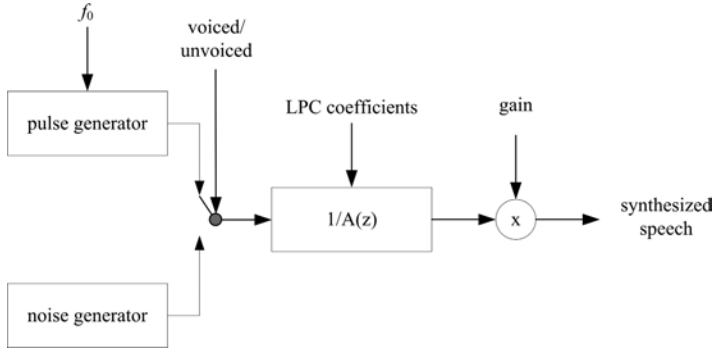 f0
voiced/
unvoiced
pulse generator
LPC coefficients
gain
1/A(z)
x
synthesized
speech
noise generator